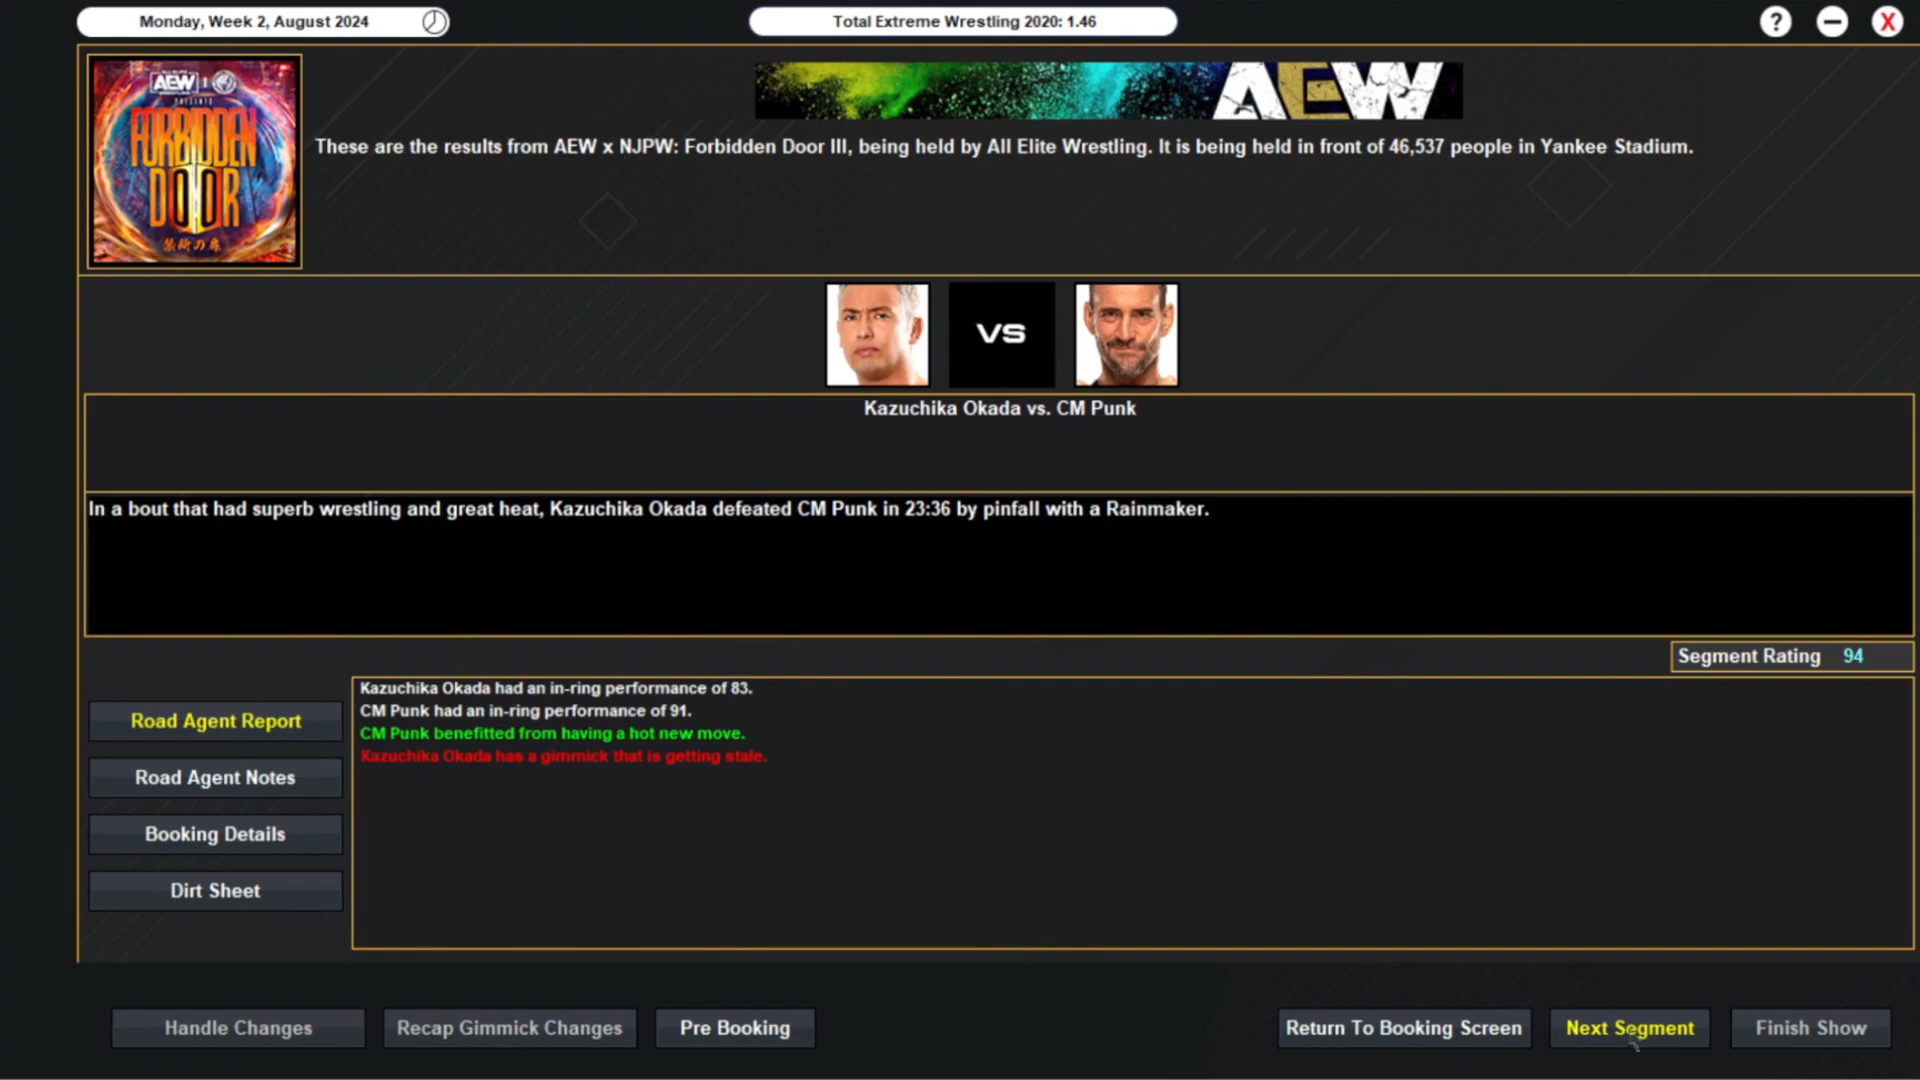 Monday, Week 2, August 2024
Total Extreme Wrestling 2020: 1.46
?
X
AEW
PRESENTS
FORBIDDEN
DOOR
禁断の扉
AEW
These are the results from AEW x NJPW: Forbidden Door III, being held by All Elite Wrestling. It is being held in front of 46,537 people in Yankee Stadium.
VS
Kazuchika Okada vs. CM Punk
In a bout that had superb wrestling and great heat, Kazuchika Okada defeated CM Punk in 23:36 by pinfall with a Rainmaker.
Segment Rating 94
Road Agent Report
Road Agent Notes
Booking Details
Dirt Sheet
Kazuchika Okada had an in-ring performance of 83.
CM Punk had an in-ring performance of 91.
CM Punk benefitted from having a hot new move.
Kazuchika Okada has a gimmick that is getting stale.
Handle Changes
Recap Gimmick Changes
Pre Booking
Return To Booking Screen
Next Segment
Finish Show